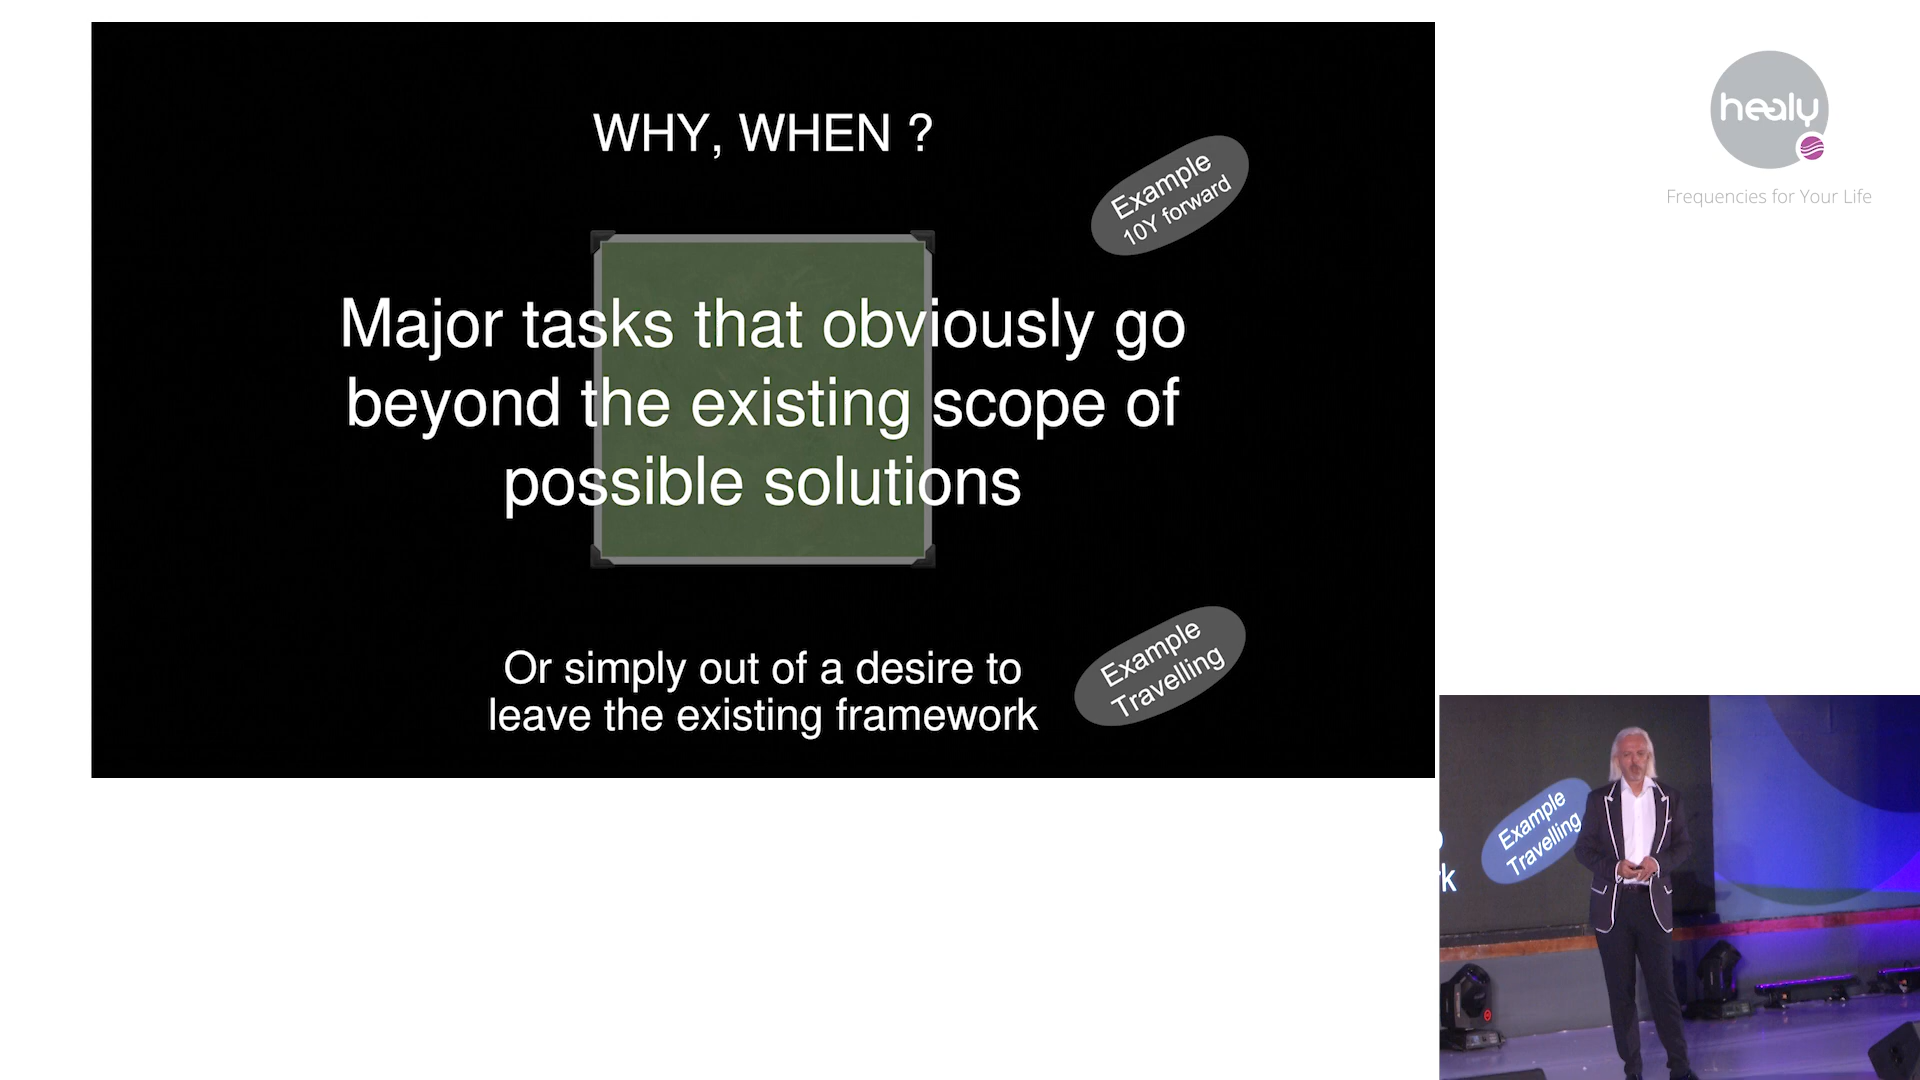 WHY, WHEN ?
Example
10Y forward
Major tasks that obviously go
beyond the existing scope of
possible solutions
Or simply out of a desire to
leave the existing framework
Example
Travelling
healy
Frequencies for Your Life
Example
Travelling
rk